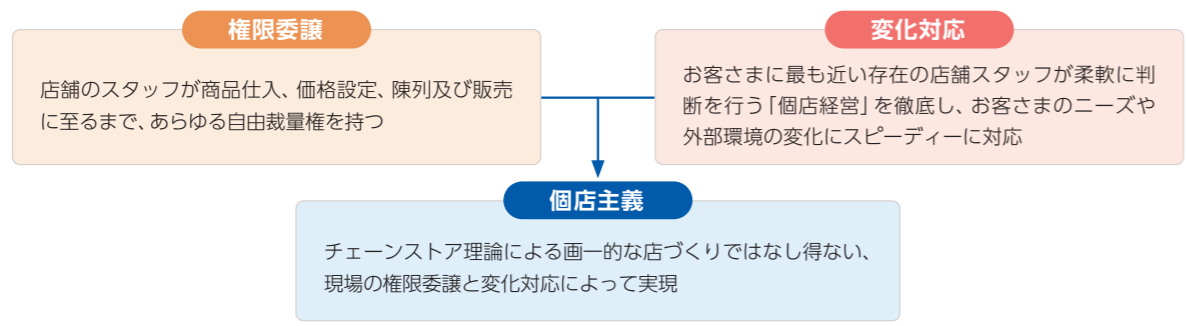 権限委譲
店舗のスタッフが商品仕入、価格設定、陳列及び販売
に至るまで、あらゆる自由裁量権を持つ
変化対応
お客さまに最も近い存在の店舗スタッフが柔軟に判
断を行う「個店経営」を徹底し、お客さまのニーズや
外部環境の変化にスピーディーに対応
個店主義
チェーンストア理論による画一的な店づくりではなし得ない、
現場の権限委譲と変化対応によって実現